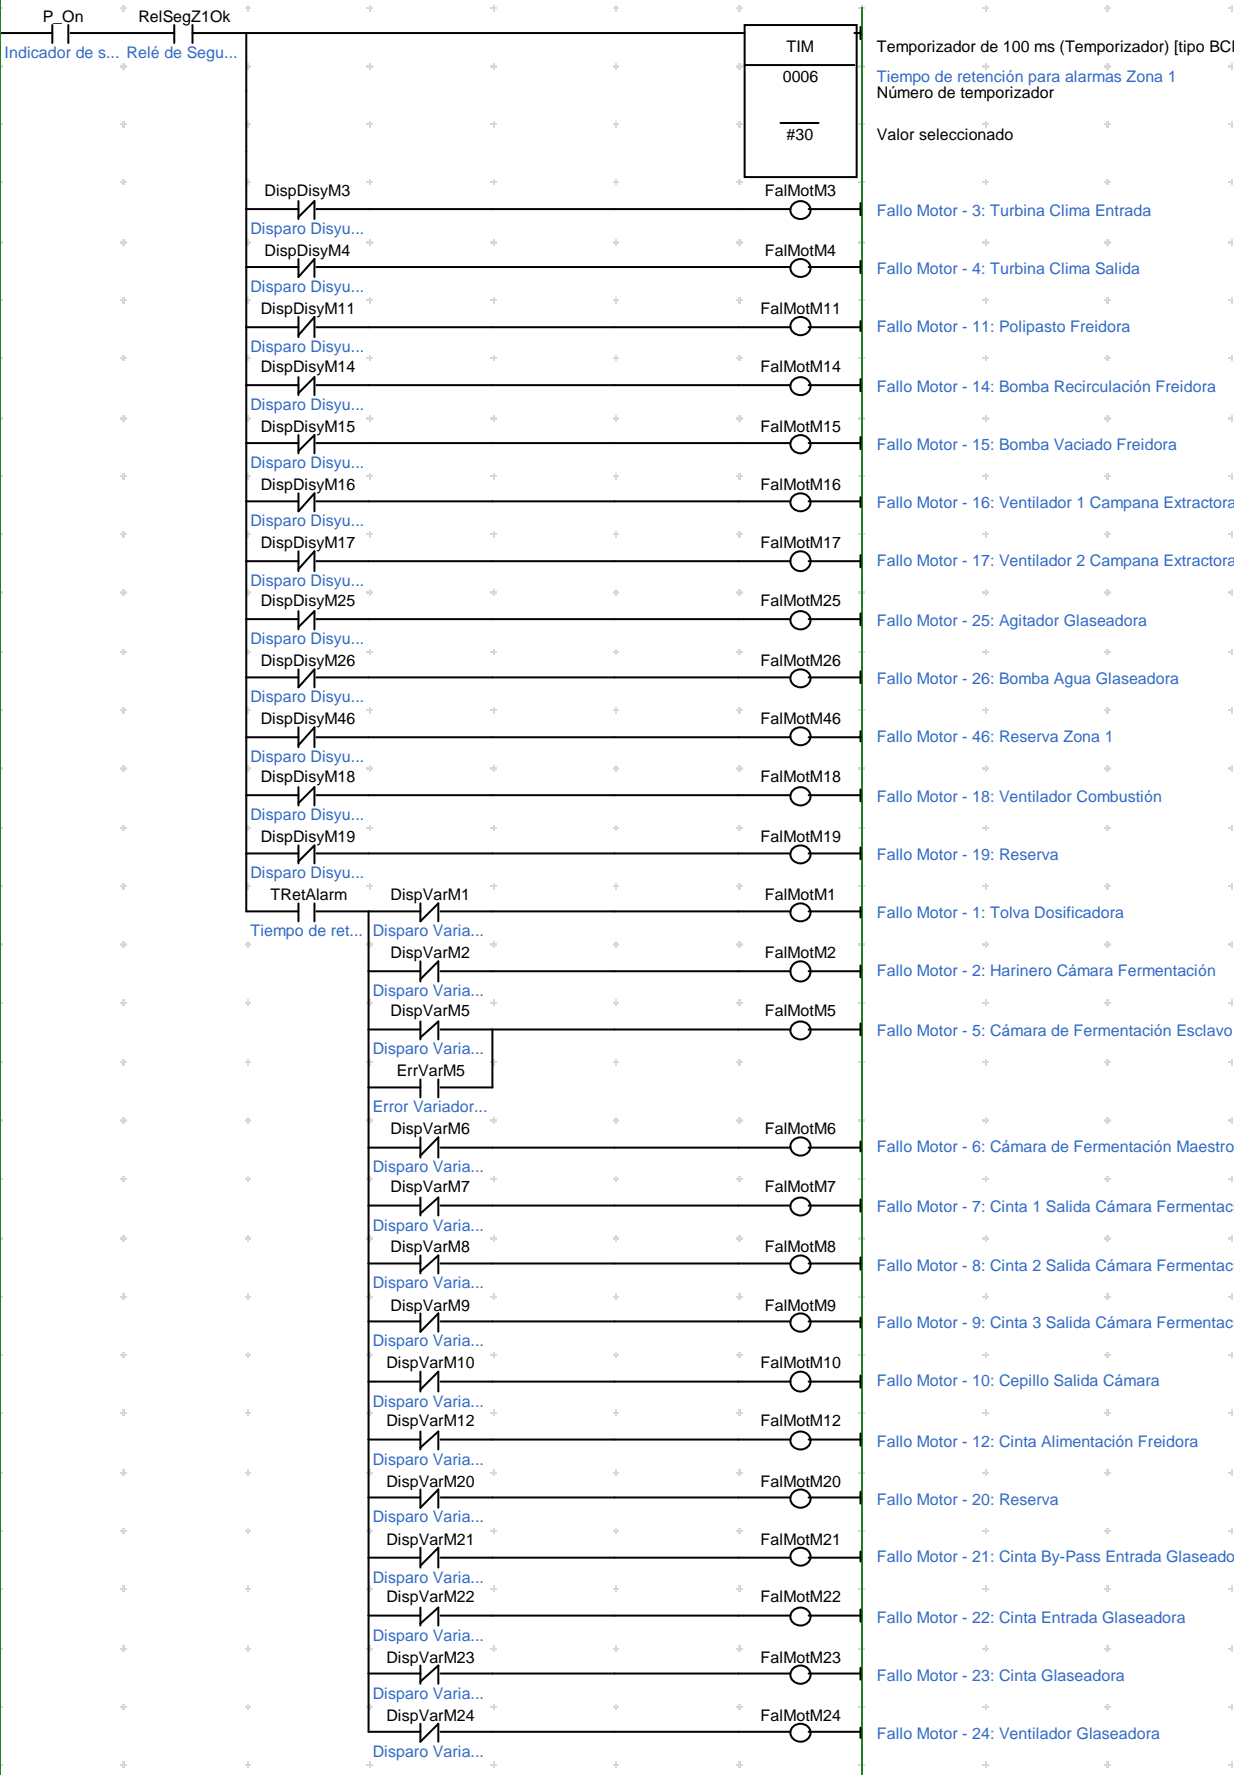 P_On RelSegZ1Ok
Indicador de s... Relé de Segu...
TIM
Temporizador de 100 ms (Temporizador) [tipo BC
0006
Tiempo de retención para alarmas Zona 1
Número de temporizador
#30
Valor seleccionado
DispDisyM3 FalMotM3
Fallo Motor - 3: Turbina Clima Entrada
Disparo Disyu...
DispDisyM4 FalMotM4
Fallo Motor - 4: Turbina Clima Salida
Disparo Disyu...
DispDisyM11 FalMotM11
Fallo Motor - 11: Polipasto Freidora
Disparo Disyu...
DispDisyM14 FalMotM14
Fallo Motor - 14: Bomba Recirculación Freidora
Disparo Disyu...
DispDisyM15 FalMotM15
Fallo Motor - 15: Bomba Vaciado Freidora
Disparo Disyu...
DispDisyM16 FalMotM16
Fallo Motor - 16: Ventilador 1 Campana Extractora
Disparo Disyu...
DispDisyM17 FalMotM17
Fallo Motor - 17: Ventilador 2 Campana Extractora
Disparo Disyu...
DispDisyM25 FalMotM25
Fallo Motor - 25: Agitador Glaseadora
Disparo Disyu...
DispDisyM26 FalMotM26
Fallo Motor - 26: Bomba Agua Glaseadora
Disparo Disyu...
DispDisyM46 FalMotM46
Fallo Motor - 46: Reserva Zona 1
Disparo Disyu...
DispDisyM18 FalMotM18
Fallo Motor - 18: Ventilador Combustión
Disparo Disyu...
DispDisyM19 FalMotM19
Fallo Motor - 19: Reserva
Disparo Disyu...
TRetAlarm DispVarM1 FalMotM1
Fallo Motor - 1: Tolva Dosificadora
Tiempo de ret... Disparo Varia...
DispVarM2 FalMotM2
Fallo Motor - 2: Harinero Cámara Fermentación
Disparo Varia...
DispVarM5 FalMotM5
Fallo Motor - 5: Cámara de Fermentación Esclavo
Disparo Varia...
ErrVarM5
Error Variador...
DispVarM6 FalMotM6
Fallo Motor - 6: Cámara de Fermentación Maestro
Disparo Varia...
DispVarM7 FalMotM7
Fallo Motor - 7: Cinta 1 Salida Cámara Fermentac
Disparo Varia...
DispVarM8 FalMotM8
Fallo Motor - 8: Cinta 2 Salida Cámara Fermentac
Disparo Varia...
DispVarM9 FalMotM9
Fallo Motor - 9: Cinta 3 Salida Cámara Fermentac
Disparo Varia...
DispVarM10 FalMotM10
Fallo Motor - 10: Cepillo Salida Cámara
Disparo Varia...
DispVarM12 FalMotM12
Fallo Motor - 12: Cinta Alimentación Freidora
Disparo Varia...
DispVarM20 FalMotM20
Fallo Motor - 20: Reserva
Disparo Varia...
DispVarM21 FalMotM21
Fallo Motor - 21: Cinta By-Pass Entrada Glaseado
Disparo Varia...
DispVarM22 FalMotM22
Fallo Motor - 22: Cinta Entrada Glaseadora
Disparo Varia...
DispVarM23 FalMotM23
Fallo Motor - 23: Cinta Glaseadora
Disparo Varia...
DispVarM24 FalMotM24
Fallo Motor - 24: Ventilador Glaseadora
Disparo Varia...